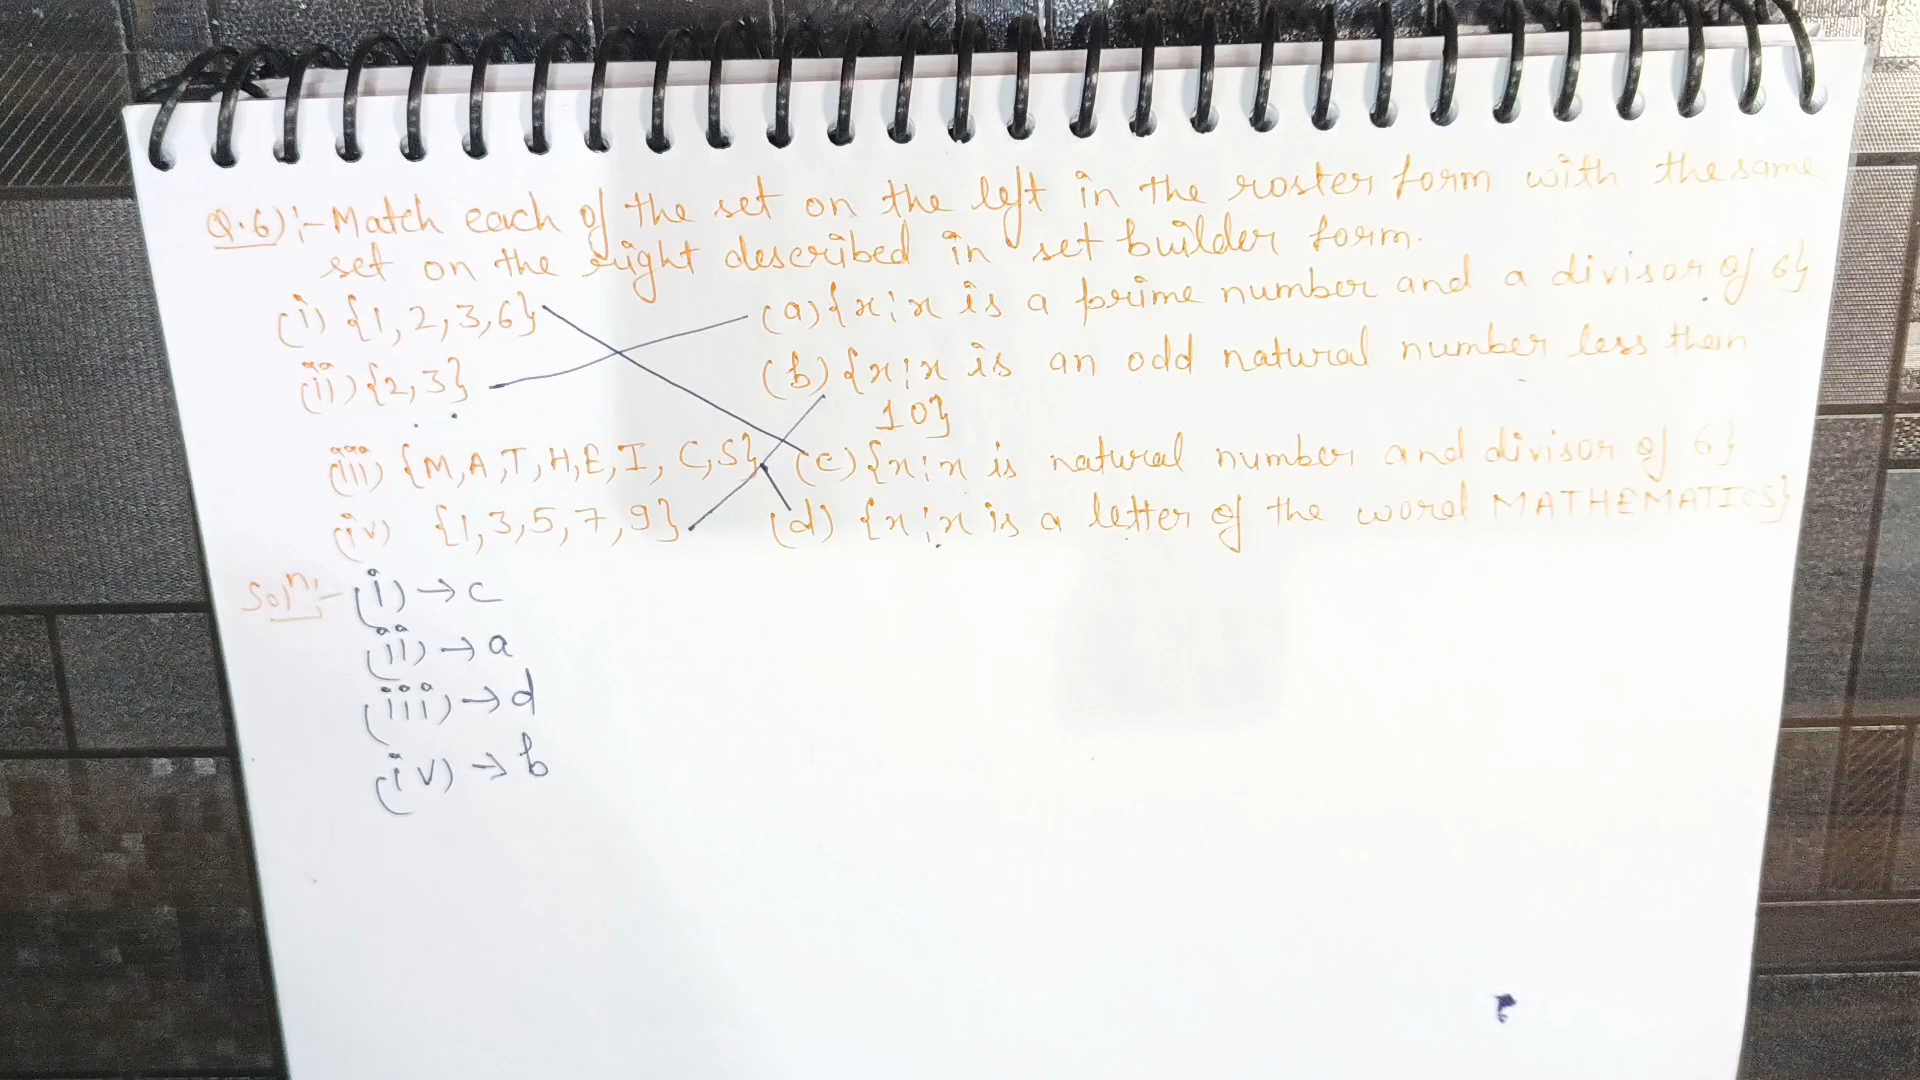 Q.6):- Match each of the set on the left in the roster form with the same
set on the right described in set builder form.
(i) {1, 2, 3, 6} (a) {x:x is a prime number and a divisor of 6}
(ii) {2, 3} (b) {x:x is an odd natural number less than
10}
(iii) {M, A, T, H, E, I, C, S} (c) {x:x is natural number and divisor of 6}
(iv) {1, 3, 5, 7, 9} (d) {x:x is a letter of the word MATHEMATICS}
Solⁿ:- (i) → c
(ii) → a
(iii) → d
(iv) → b